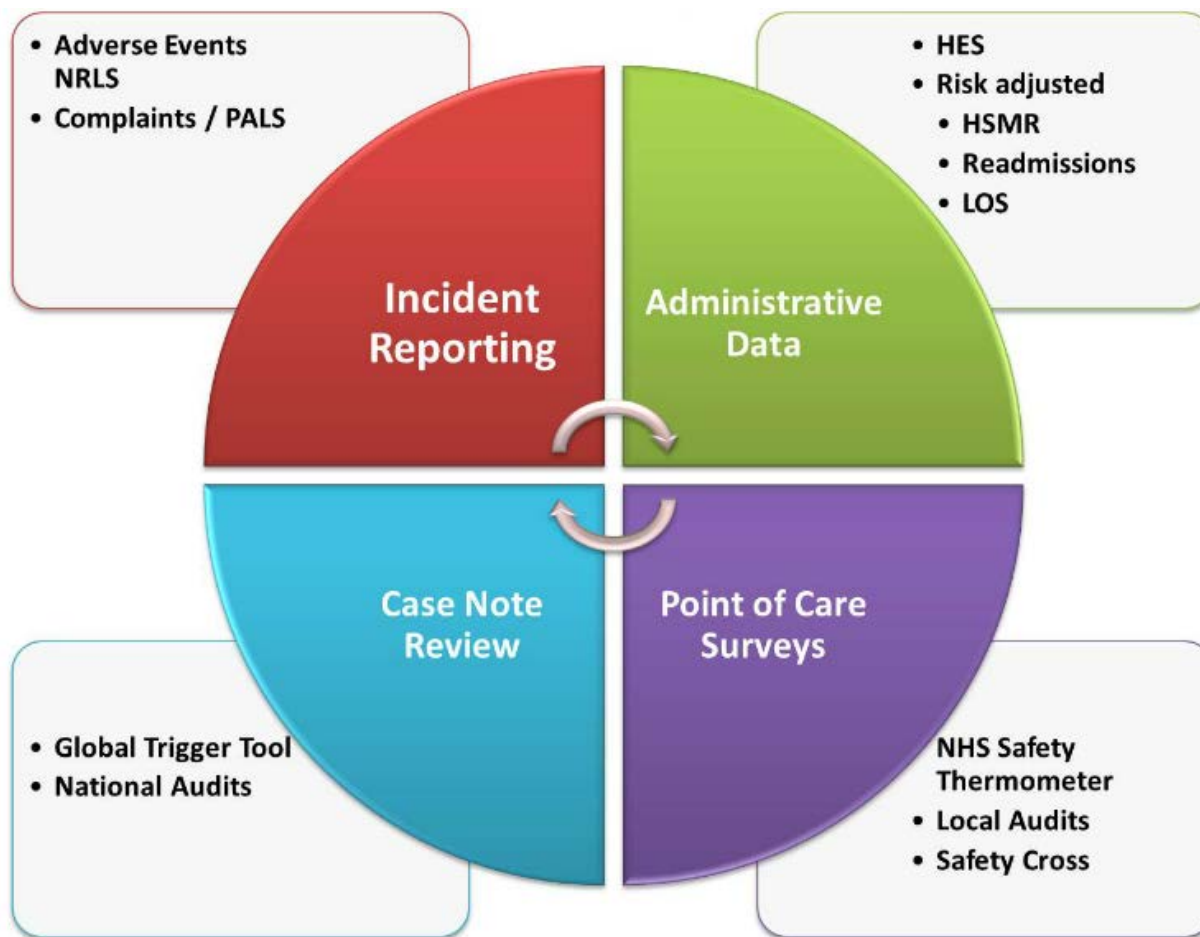 • Adverse Events
NRLS
• Complaints / PALS
• HES
• Risk adjusted
• HSMR
• Readmissions
• LOS
Incident
Reporting
Administrative
Data
Case Note
Review
Point of Care
Surveys
• Global Trigger Tool
• National Audits
NHS Safety
Thermometer
• Local Audits
• Safety Cross